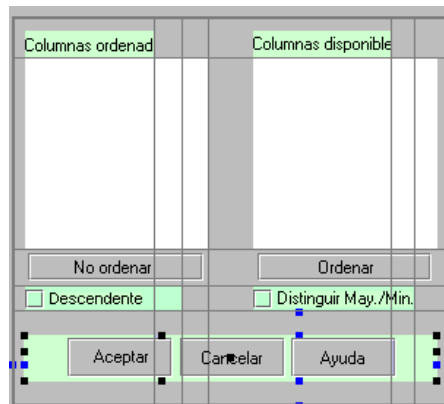 Columnas ordenad
Columnas disponible
No ordenar
Ordenar
Descendente
Distinguir May./Min.
Aceptar
Cancelar
Ayuda